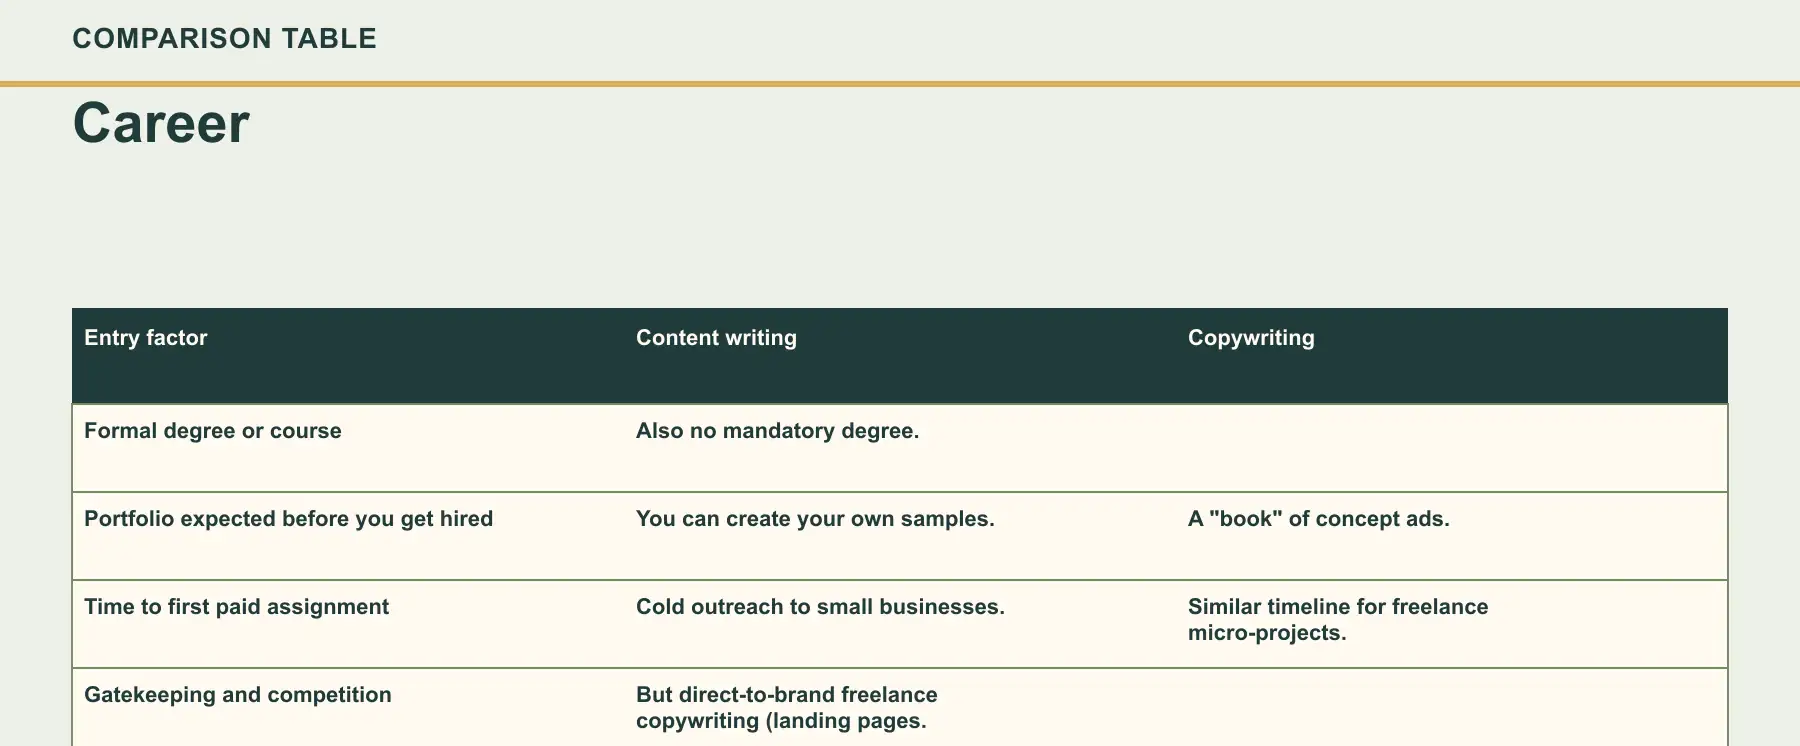 COMPARISON TABLE
Career
Entry factor
Content writing
Copywriting
Formal degree or course
Also no mandatory degree.
Portfolio expected before you get hired
You can create your own samples.
A "book" of concept ads.
Time to first paid assignment
Cold outreach to small businesses.
Similar timeline for freelance
micro-projects.
Gatekeeping and competition
But direct-to-brand freelance
copywriting (landing pages.